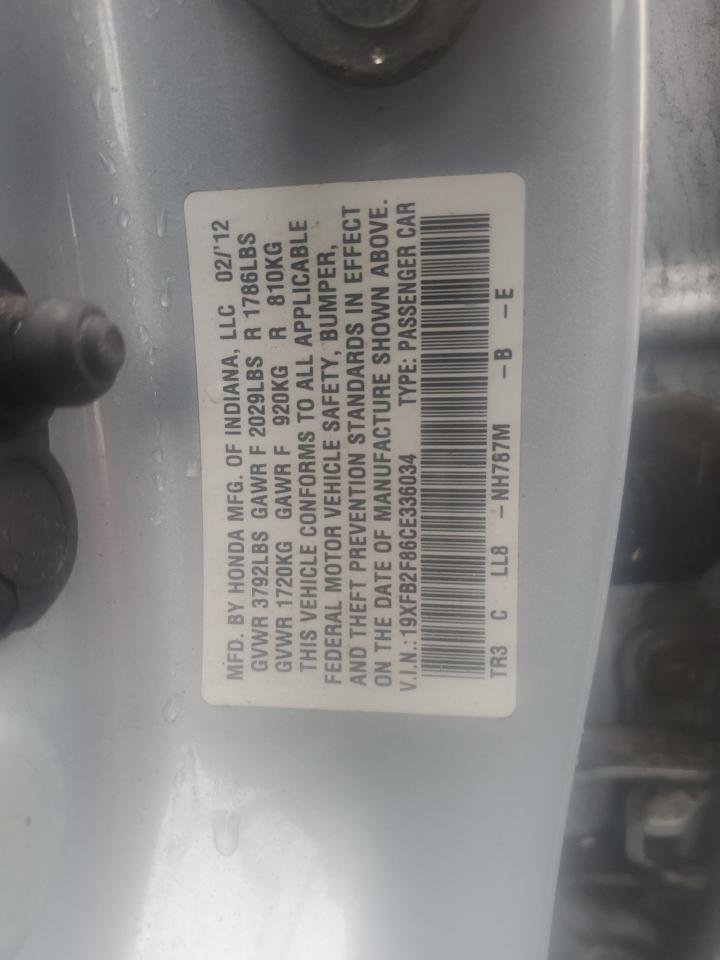 MFD. BY HONDA MFG. OF INDIANA, LLC 02/'12
GVWR 3792LBS GAWR F 2029LBS R 1786LBS
GVWR 1720KG GAWR F 920KG R 810KG
THIS VEHICLE CONFORMS TO ALL APPLICABLE
FEDERAL MOTOR VEHICLE SAFETY, BUMPER,
AND THEFT PREVENTION STANDARDS IN EFFECT
ON THE DATE OF MANUFACTURE SHOWN ABOVE.
V.I.N.:19XFB2F86CE336034 TYPE: PASSENGER CAR
TR3 C LL8 -NH787M -B -E